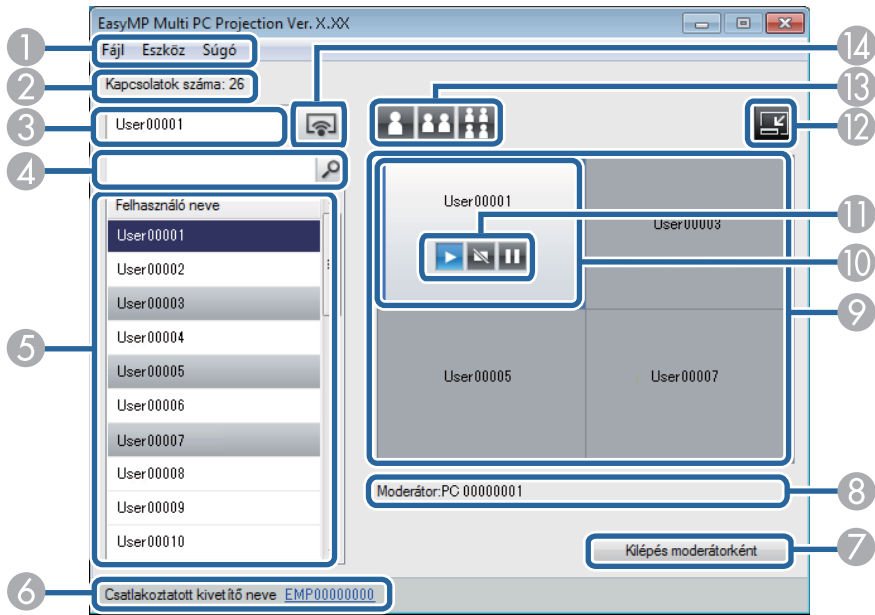 EasyMP Multi PC Projection Ver. X.XX
1
Fájl Eszköz Súgó
14
2
Kapcsolatok száma: 26
13
3
User00001
12
4
Felhasználó neve
User00001
User00002
User00003
User00004
User00005
User00006
User00007
User00008
User00009
User00010
5
User00001
User00003
11
10
9
User00005
User00007
Moderátor:PC 00000001
8
Kilépés moderátorként
7
6
Csatlakoztatott kivetítő neve EMP00000000